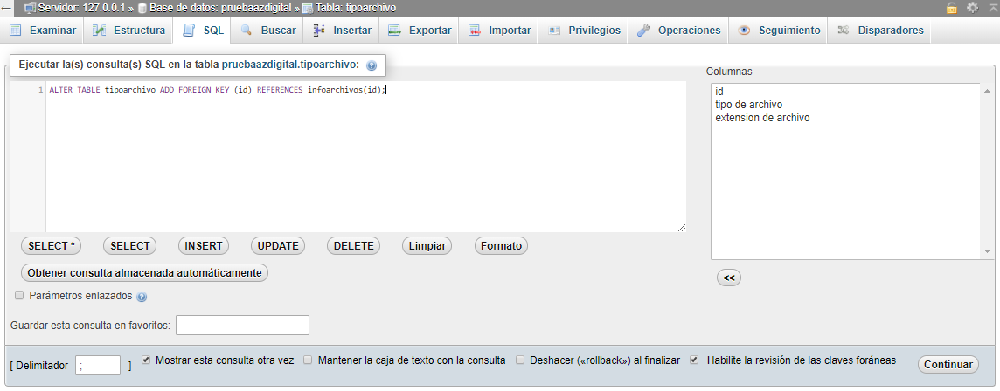 Servidor: 127.0.0.1 » Base de datos: pruebaazdigital » Tabla: tipoarchivo
Examinar Estructura SQL Buscar Insertar Exportar Importar Privilegios Operaciones Seguimiento Disparadores
Ejecutar la(s) consulta(s) SQL en la tabla pruebaazdigital.tipoarchivo:
1 ALTER TABLE tipoarchivo ADD FOREIGN KEY (id) REFERENCES infoarchivos(id);
Columnas
id
tipo de archivo
extension de archivo
SELECT * SELECT INSERT UPDATE DELETE Limpiar Formato
Obtener consulta almacenada automáticamente
<<
Parámetros enlazados
Guardar esta consulta en favoritos:
[ Delimitador ; ] Mostrar esta consulta otra vez Mantener la caja de texto con la consulta Deshacer («rollback») al finalizar Habilite la revisión de las claves foráneas Continuar